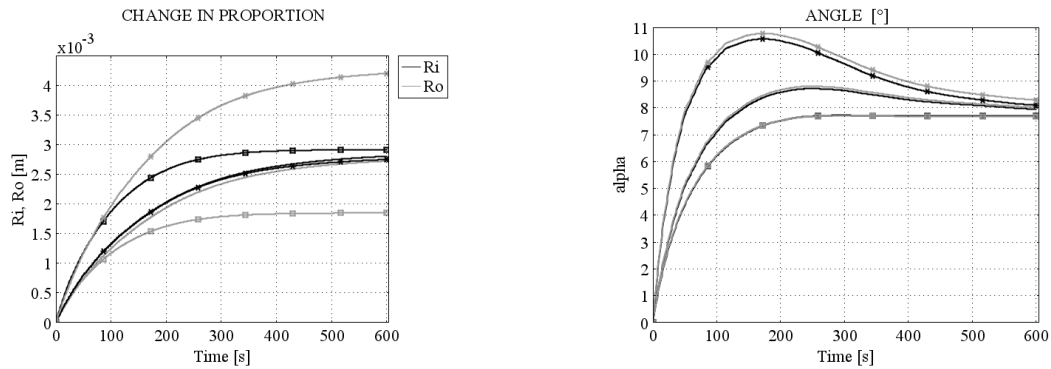 CHANGE IN PROPORTION
x10⁻³
4
3.5
3
2.5
2
1.5
1
0.5
0
Ri, Ro [m]
0 100 200 300 400 500 600
Time [s]
Ri
Ro
ANGLE [°]
11
10
9
8
7
6
5
4
3
2
1
0
alpha
0 100 200 300 400 500 600
Time [s]